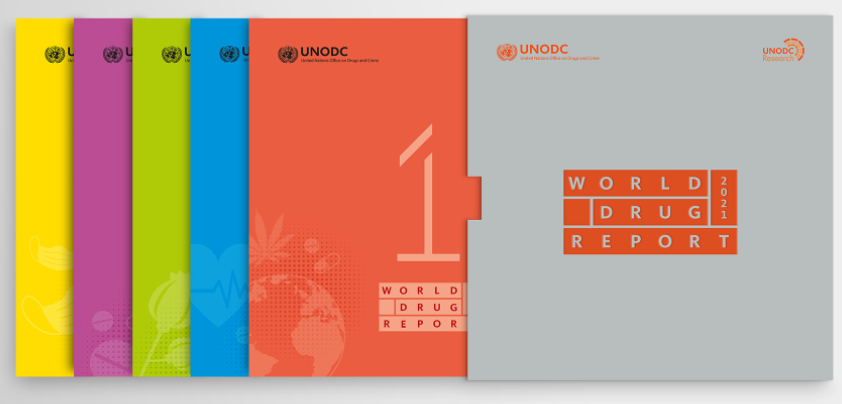 UN
U
U
U
UNODC
United Nations Office on Drugs and Crime
1
WORLD
DRUG
REPOR
UNODC
United Nations Office on Drugs and Crime
UNODC
Research
WORLD
DRUG
REPORT
2021